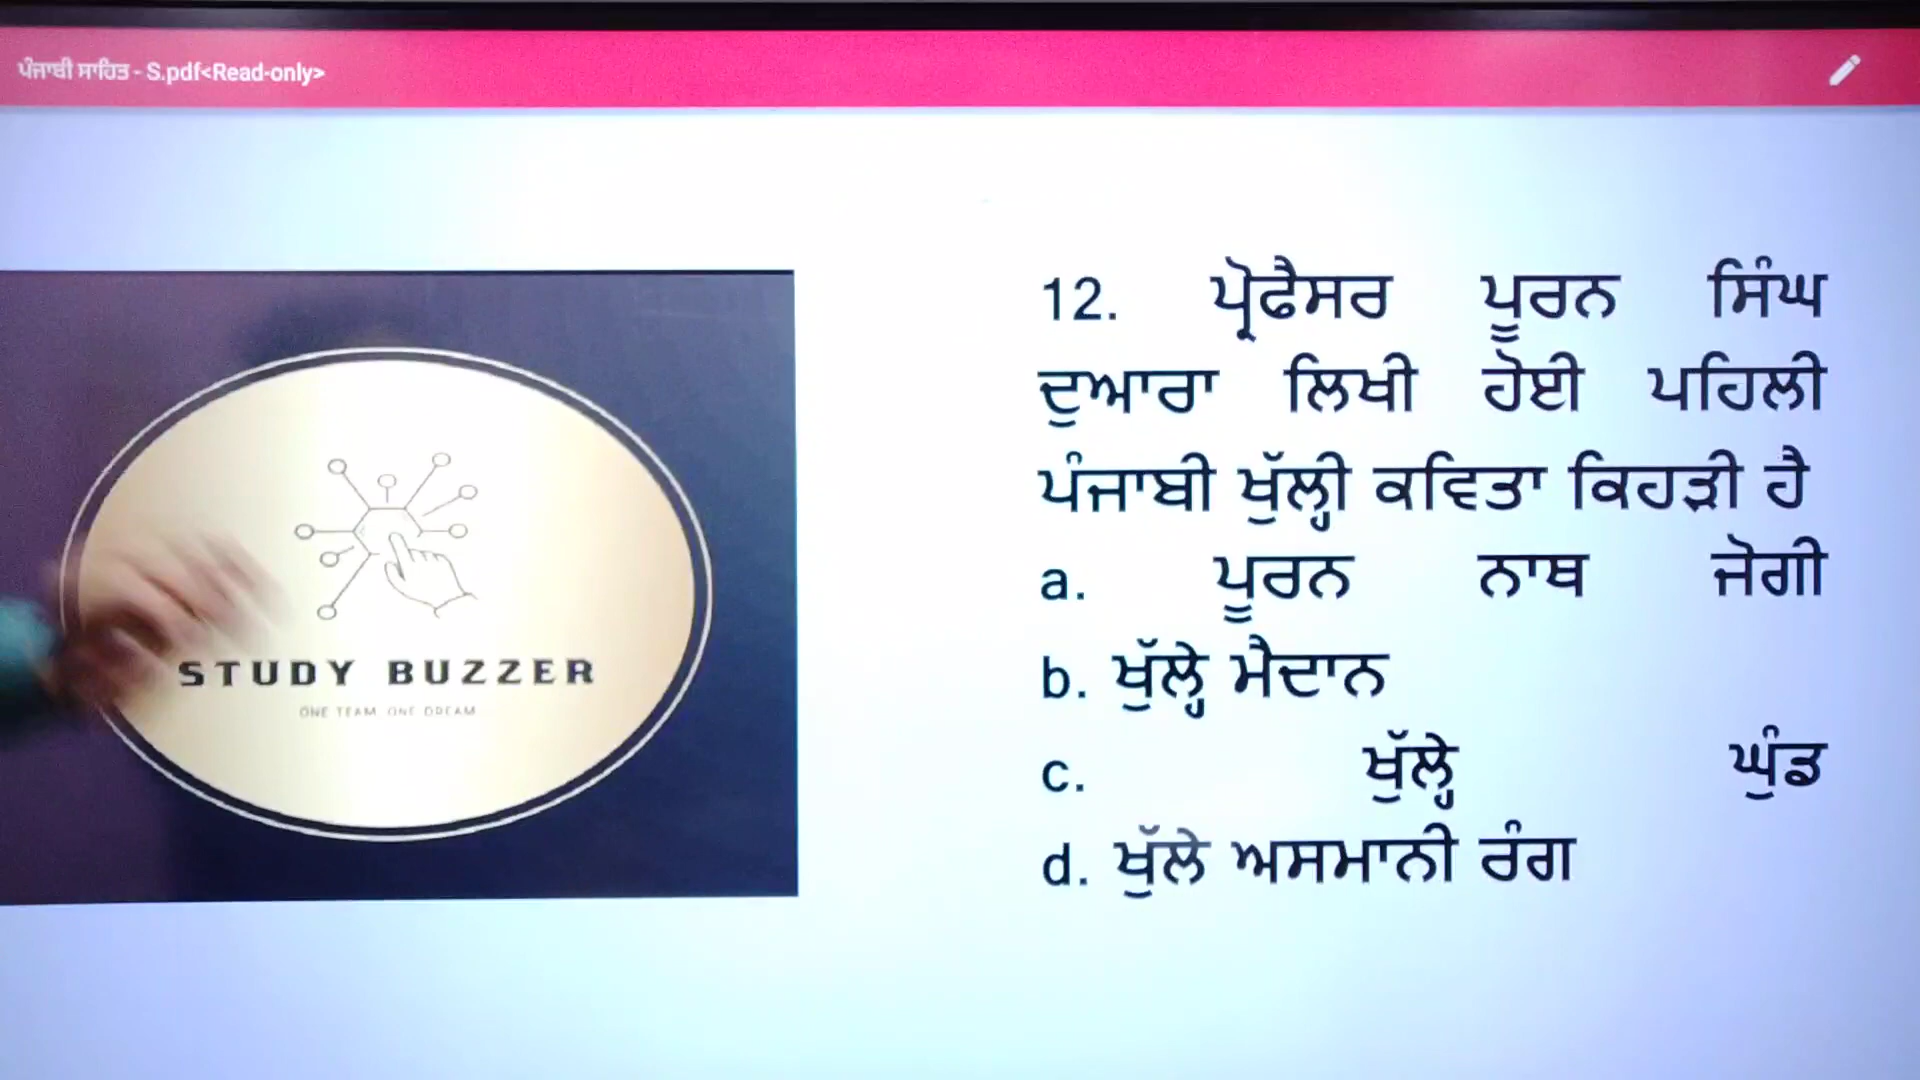 ਪੰਜਾਬੀ ਸਾਹਿਤ - S.pdf<Read-only>
STUDY BUZZER
ONE TEAM ONE DREAM
12. ਪ੍ਰੋਫੈਸਰ ਪੂਰਨ ਸਿੰਘ
ਦੁਆਰਾ ਲਿਖੀ ਹੋਈ ਪਹਿਲੀ
ਪੰਜਾਬੀ ਖੁੱਲ੍ਹੀ ਕਵਿਤਾ ਕਿਹੜੀ ਹੈ
a. ਪੂਰਨ ਨਾਥ ਜੋਗੀ
b. ਖੁੱਲ੍ਹੇ ਮੈਦਾਨ
c. ਖੁੱਲ੍ਹੇ ਘੁੰਡ
d. ਖੁੱਲੇ ਅਸਮਾਨੀ ਰੰਗ